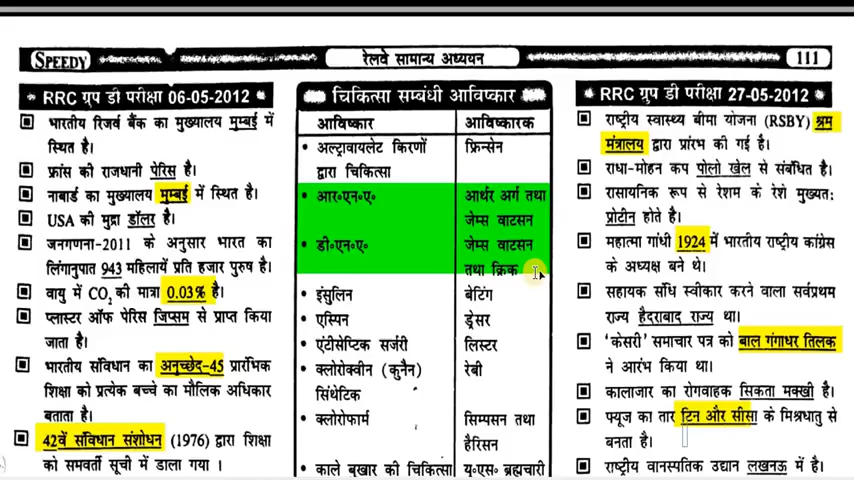 SPEEDY
रेलवे सामान्य अध्ययन
111
RRC ग्रुप डी परीक्षा 06-05-2012
भारतीय रिजर्व बैंक का मुख्यालय मुम्बई में
स्थित है।
फ्रांस की राजधानी पेरिस है।
नाबार्ड का मुख्यालय मुम्बई में स्थित है।
USA की मुद्रा डॉलर है।
जनगणना-2011 के अनुसार भारत का
लिंगानुपात 943 महिलायें प्रति हजार पुरुष है।
वायु में CO₂ की मात्रा 0.03% है।
प्लास्टर ऑफ पेरिस जिप्सम से प्राप्त किया
जाता है।
भारतीय संविधान का अनुच्छेद-45 प्रारंभिक
शिक्षा को प्रत्येक बच्चे का मौलिक अधिकार
बताता है।
42वें संविधान संशोधन (1976) द्वारा शिक्षा
को समवर्ती सूची में डाला गया ।
चिकित्सा सम्बंधी आविष्कार
आविष्कार आविष्कारक
• अल्ट्रावायलेट किरणों फ्रिन्सेन
द्वारा चिकित्सा
• आर॰एन॰ए॰ आर्थर अर्ग तथा
जेम्स वाटसन
• डी॰एन॰ए॰ जेम्स वाटसन
तथा क्रिक
• इंसुलिन बेटिंग
• एस्पिन ड्रेसर
• एंटीसेप्टिक सर्जरी लिस्टर
• क्लोरोक्वीन (कुनैन) रेबी
सिंथेटिक
• क्लोरोफार्म सिम्पसन तथा
हैरिसन
• काले बुखार की चिकित्सा यू॰एस॰ ब्रह्मचारी
RRC ग्रुप डी परीक्षा 27-05-2012
राष्ट्रीय स्वास्थ्य बीमा योजना (RSBY) श्रम
मंत्रालय द्वारा प्रारंभ की गई है।
राधा-मोहन कप पोलो खेल से संबंधित है।
रासायनिक रूप से रेशम के रेशे मुख्यत:
प्रोटीन होते है।
महात्मा गांधी 1924 में भारतीय राष्ट्रीय कांग्रेस
के अध्यक्ष बने थे।
सहायक संधि स्वीकार करने वाला सर्वप्रथम
राज्य हैदराबाद राज्य था।
'केसरी' समाचार पत्र को बाल गंगाधर तिलक
ने आरंभ किया था।
कालाजार का रोगवाहक सिकता मक्खी है।
फ्यूज का तार टिन और सीसा के मिश्रधातु से
बनता है।
राष्ट्रीय वानस्पतिक उद्यान लखनऊ में है।